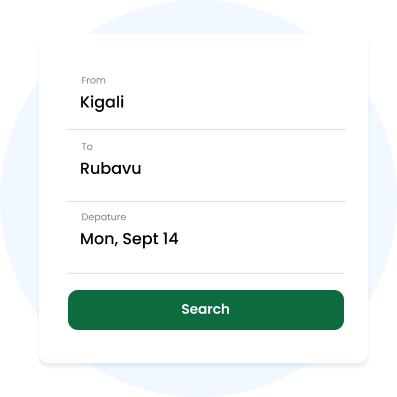 From
Kigali
To
Rubavu
Depature
Mon, Sept 14
Search